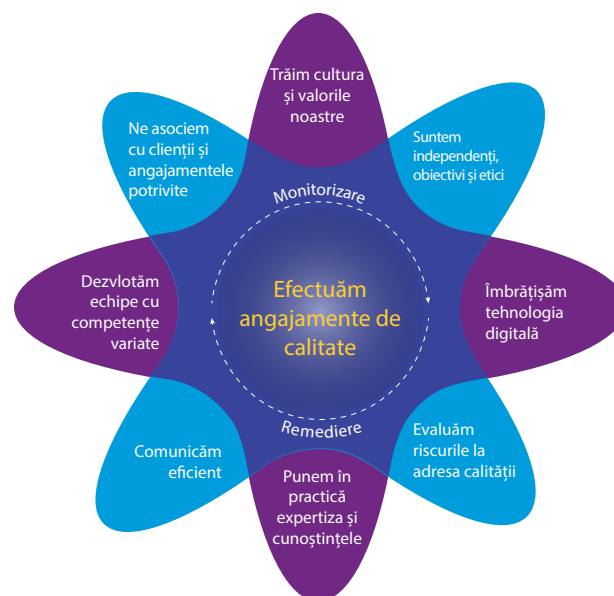 Trăim cultura
și valorile
noastre
Suntem
independenți,
obiectivi și etici
Îmbrățișăm
tehnologia
digitală
Evaluăm
riscurile la
adresa calității
Punem în
practică
expertiza și
cunoștințele
Comunicăm
eficient
Dezvlotăm
echipe cu
competențe
variate
Ne asociem
cu clienții și
angajamentele
potrivite
Monitorizare
Efectuăm
angajamente de
calitate
Remediere